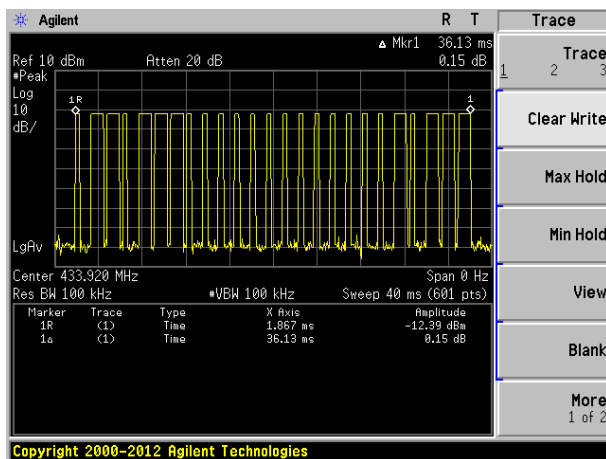 Agilent R T Trace
Δ Mkr1 36.13 ms
Ref 10 dBm Atten 20 dB 0.15 dB
#Peak
Log
10
dB/
1R
1
LgAv
Center 433.920 MHz Span 0 Hz
Res BW 100 kHz #VBW 100 kHz Sweep 40 ms (601 pts)
Marker Trace Type X Axis Amplitude
1R (1) Time 1.867 ms -12.39 dBm
1Δ (1) Time 36.13 ms 0.15 dB
Trace
1 2 3
Clear Write
Max Hold
Min Hold
View
Blank
More
1 of 2
Copyright 2000-2012 Agilent Technologies